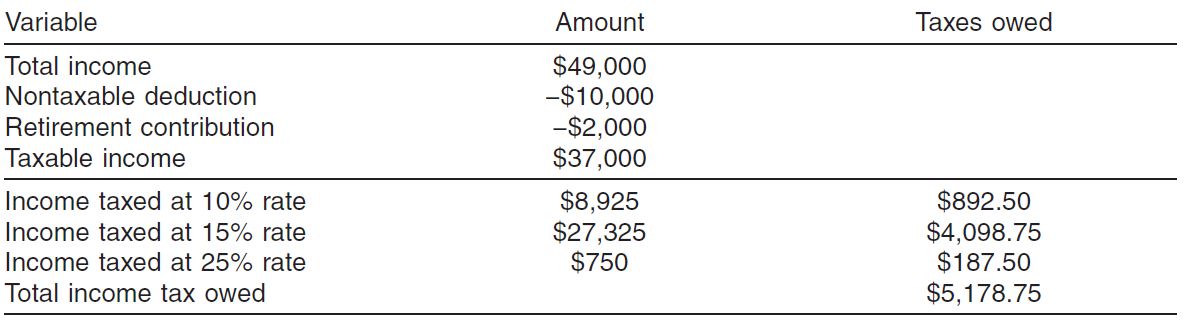 Variable Amount Taxes owed
Total income $49,000
Nontaxable deduction –$10,000
Retirement contribution –$2,000
Taxable income $37,000
Income taxed at 10% rate $8,925 $892.50
Income taxed at 15% rate $27,325 $4,098.75
Income taxed at 25% rate $750 $187.50
Total income tax owed $5,178.75